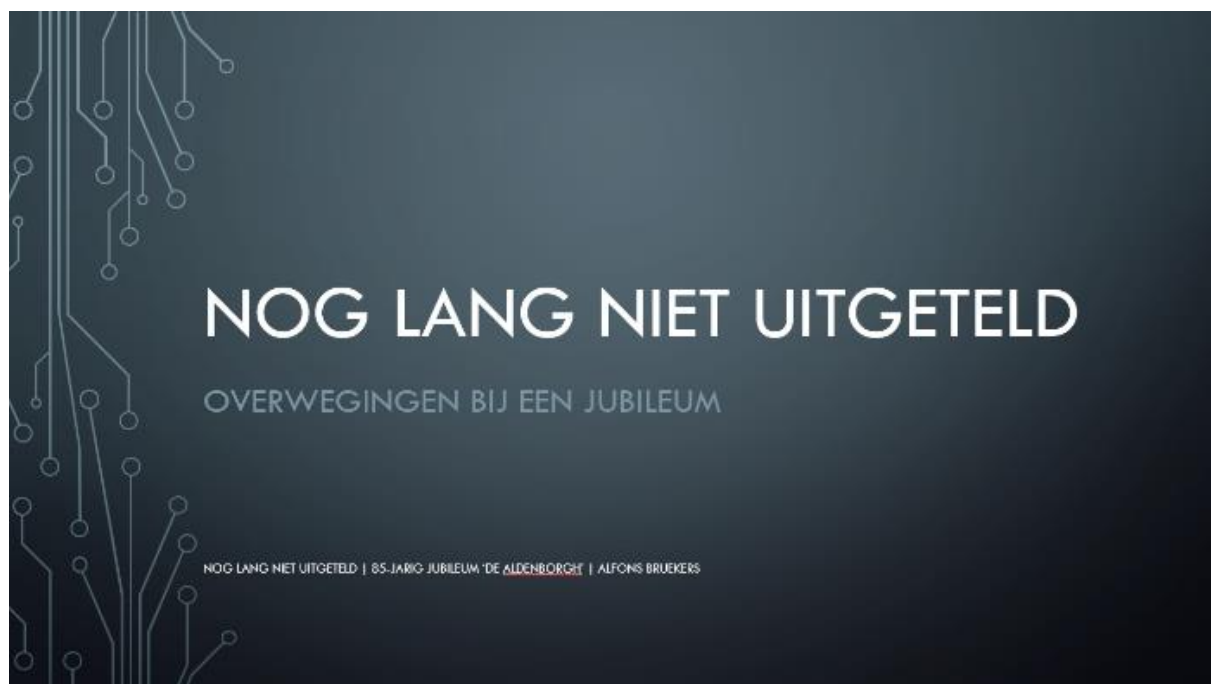 NOG LANG NIET UITGETELD
OVERWEGINGEN BIJ EEN JUBILEUM
NOG LANG NIET UITGETELD | 85-JARIG JUBILEUM 'DE ALDENBORGH' | ALFONS BRUEKERS